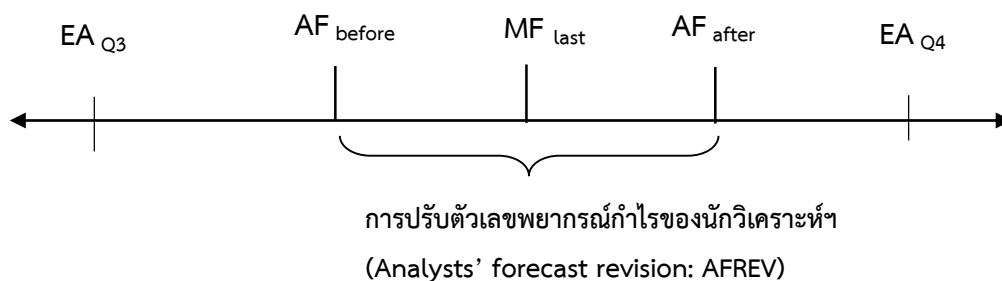 EA Q3 AF before MF last AF after EA Q4
การปรับตัวเลขพยากรณ์กำไรของนักวิเคราะห์ฯ
(Analysts’ forecast revision: AFREV)